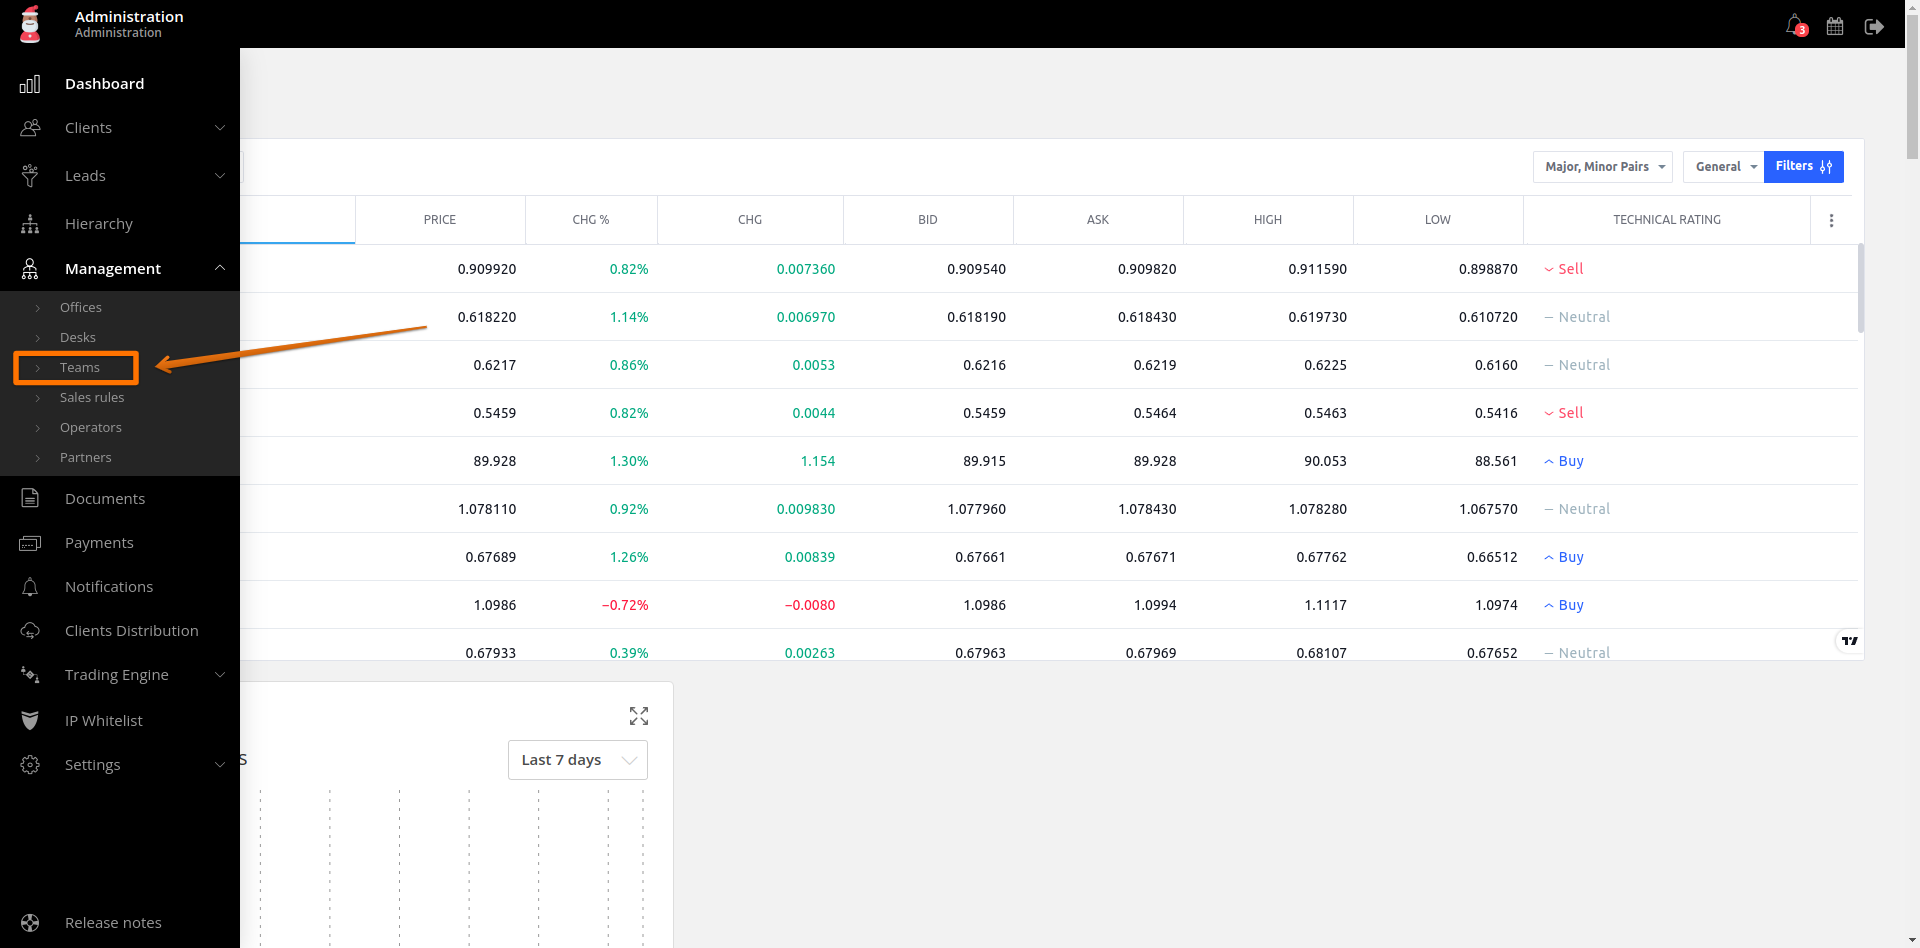 Administration
Administration
3
Dashboard
Clients
Leads
Hierarchy
Management
Offices
Desks
Teams
Sales rules
Operators
Partners
Documents
Payments
Notifications
Clients Distribution
Trading Engine
IP Whitelist
Settings
Release notes
Major, Minor Pairs
General
Filters
PRICE CHG % CHG BID ASK HIGH LOW TECHNICAL RATING
0.909920 0.82% 0.007360 0.909540 0.909820 0.911590 0.898870 Sell
0.618220 1.14% 0.006970 0.618190 0.618430 0.619730 0.610720 — Neutral
0.6217 0.86% 0.0053 0.6216 0.6219 0.6225 0.6160 — Neutral
0.5459 0.82% 0.0044 0.5459 0.5464 0.5463 0.5416 Sell
89.928 1.30% 1.154 89.915 89.928 90.053 88.561 Buy
1.078110 0.92% 0.009830 1.077960 1.078430 1.078280 1.067570 — Neutral
0.67689 1.26% 0.00839 0.67661 0.67671 0.67762 0.66512 Buy
1.0986 −0.72% −0.0080 1.0986 1.0994 1.1117 1.0974 Buy
0.67933 0.39% 0.00263 0.67963 0.67969 0.68107 0.67652 — Neutral
s
Last 7 days